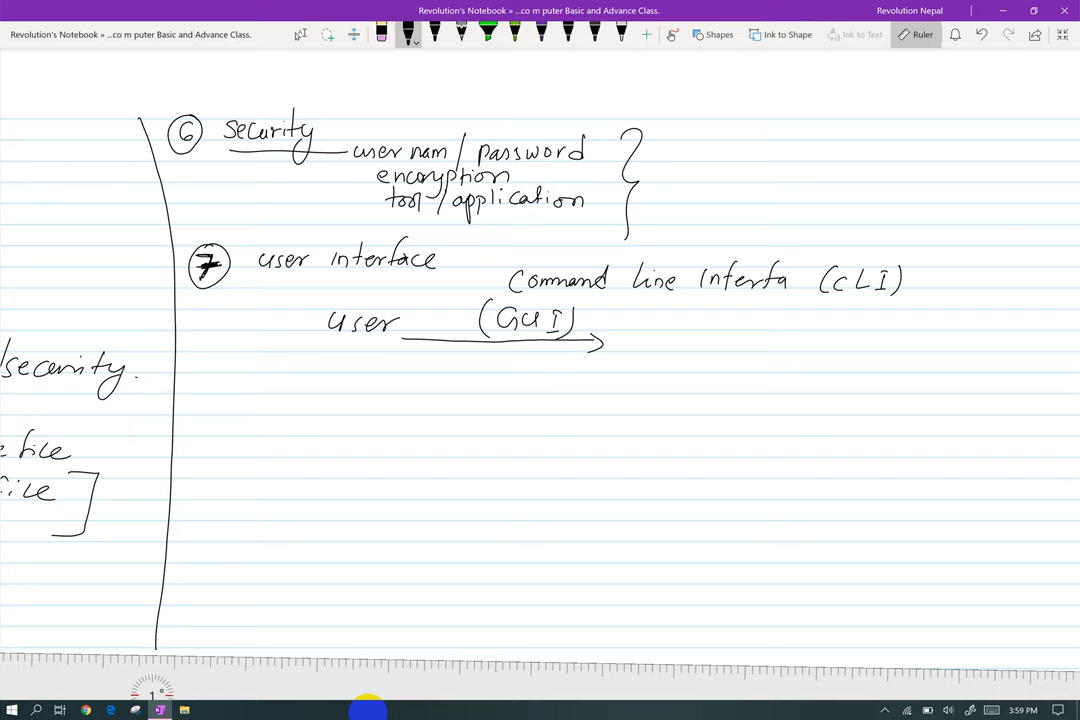 Revolution's Notebook » ...co m puter Basic and Advance Class.
Revolution Nepal
Revolution's Notebook » ...co m puter Basic and Advance Class.
Shapes
Ink to Shape
Ink to Text
Ruler
6 security
user nam / password
encryption
tool / application
7 user interface
Command line interfa (CLI)
user (GUI)
/security.
file
file
1°
3:59 PM